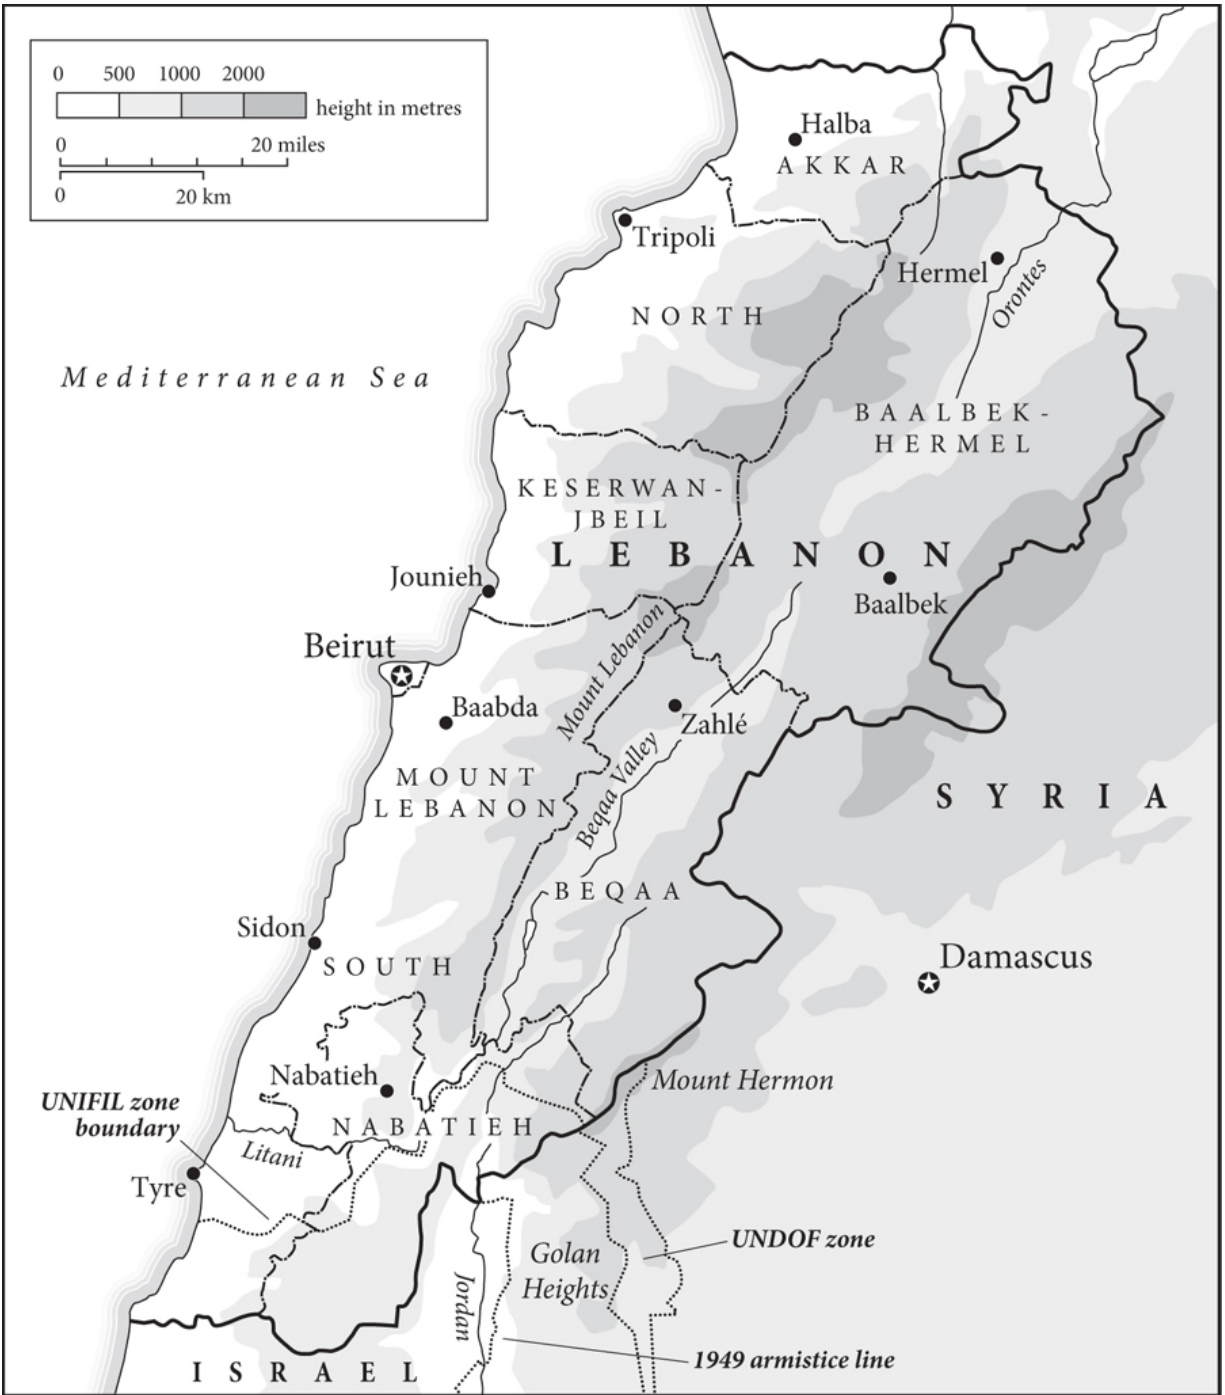 0 500 1000 2000
height in metres
0 20 miles
0 20 km
Halba
AKKAR
Tripoli
Hermel
Orontes
NORTH
Mediterranean Sea
BAALBEK-
HERMEL
KESERWAN-
JBEIL
LEBANON
Jounieh
Baalbek
Beirut
Mount Lebanon
Baabda
Zahlé
Beqaa Valley
MOUNT
LEBANON
SYRIA
BEQAA
Sidon
SOUTH
Damascus
Nabatieh
Mount Hermon
UNIFIL zone
boundary
NABATIEH
Litani
Tyre
UNDOF zone
Golan
Heights
Jordan
1949 armistice line
ISRAEL